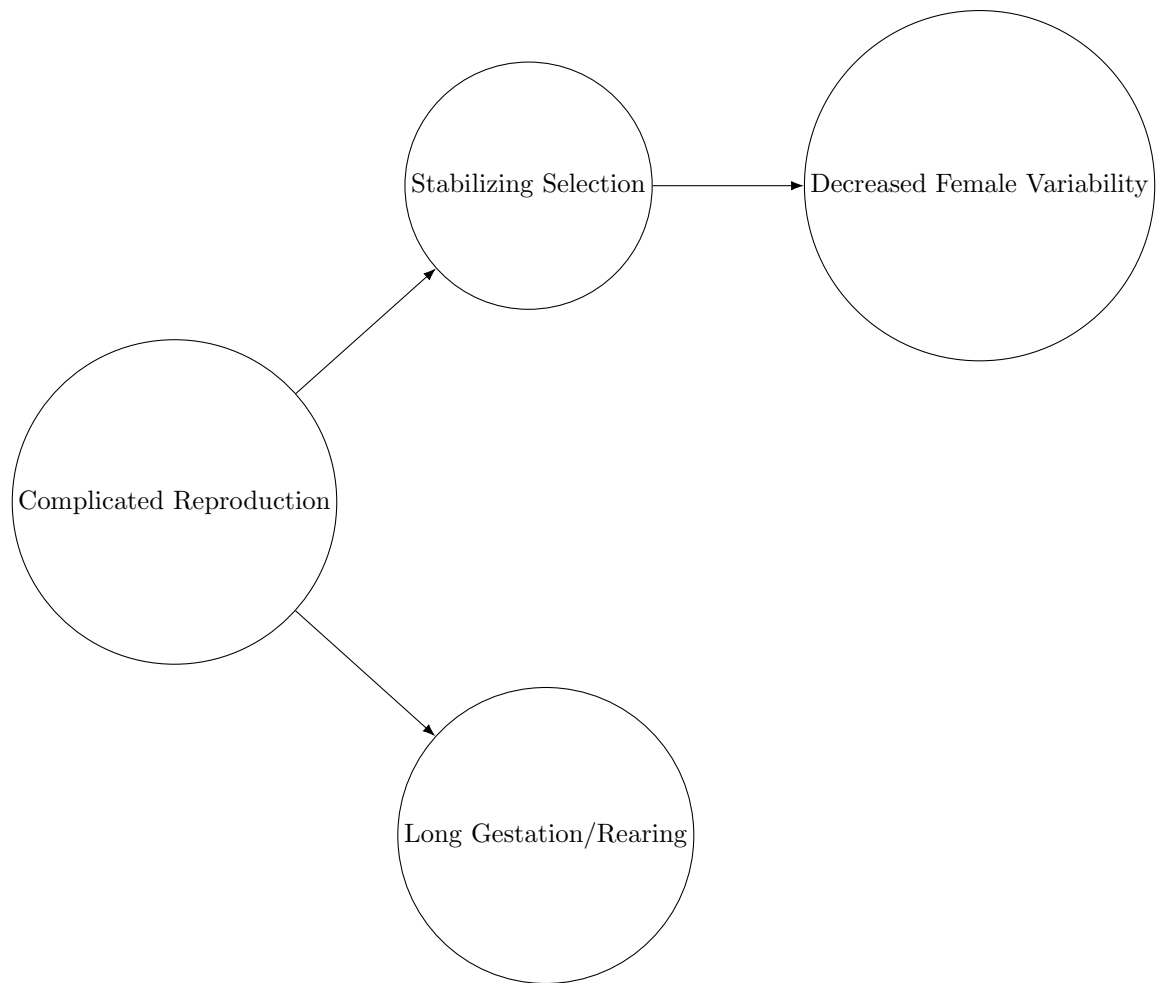 Stabilizing Selection
Decreased Female Variability
Complicated Reproduction
Long Gestation/Rearing